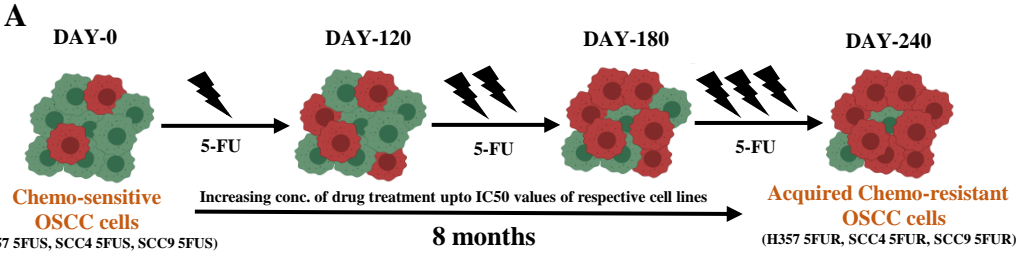 A
DAY-0
DAY-120
DAY-180
DAY-240
5-FU
5-FU
5-FU
Chemo-sensitive
OSCC cells
57 5FUS, SCC4 5FUS, SCC9 5FUS)
Increasing conc. of drug treatment upto IC50 values of respective cell lines
8 months
Acquired Chemo-resistant
OSCC cells
(H357 5FUR, SCC4 5FUR, SCC9 5FUR)